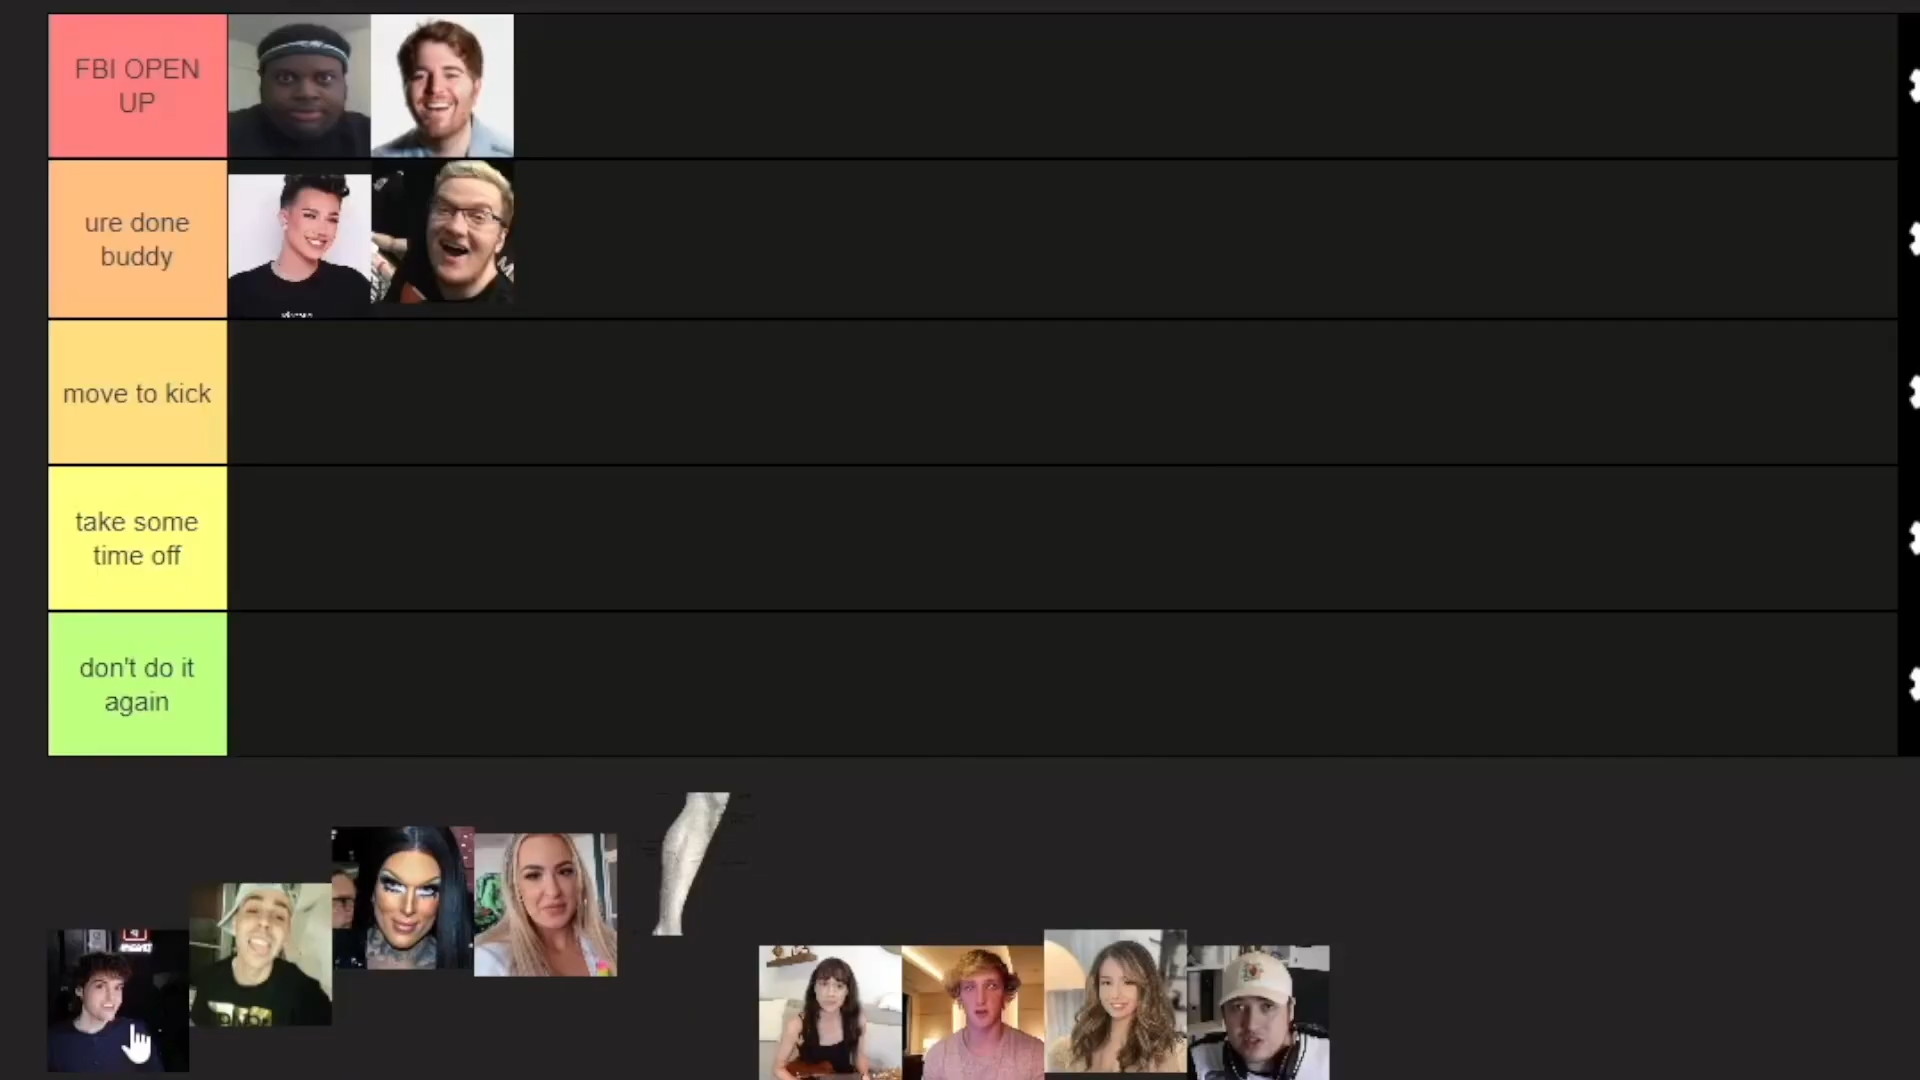 FBI OPEN
UP
ure done
buddy
move to kick
take some
time off
don't do it
again